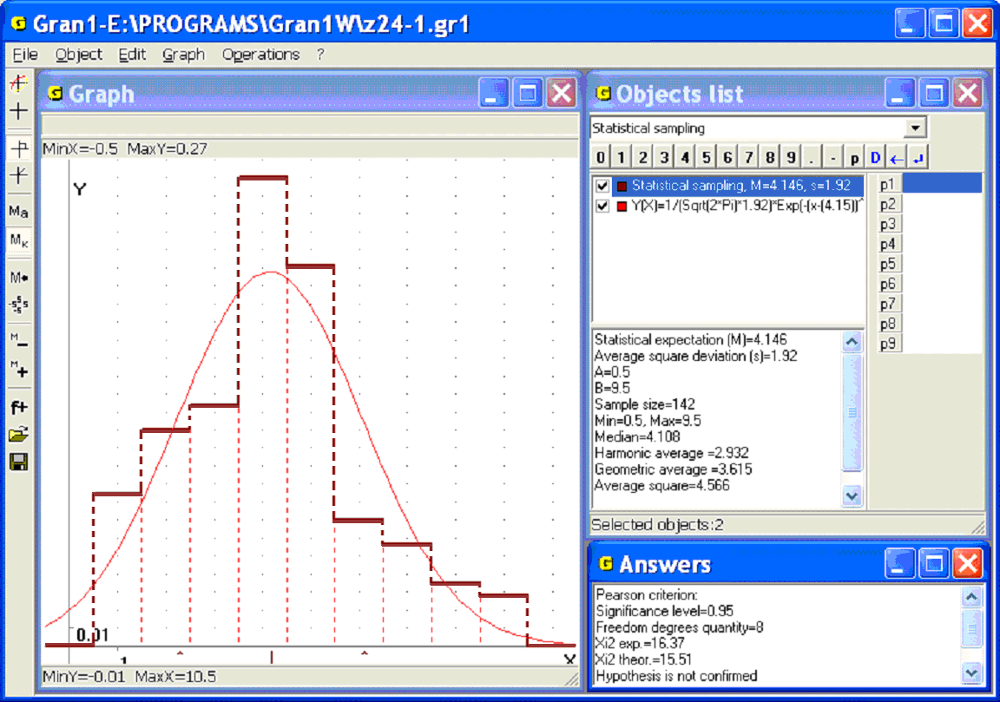 Gran1-E:\PROGRAMS\Gran1W\z24-1.gr1
File Object Edit Graph Operations ?
Graph
MinX=-0.5 MaxY=0.27
Y
0.01
1
X
MinY=-0.01 MaxX=10.5
Ma
Mк
M
-5555
M
M
f+
Objects list
Statistical sampling
0 1 2 3 4 5 6 7 8 9 . - p D
Statistical sampling, M=4.146, s=1.92
Y(X)=1/(Sqrt(2*Pi)*1.92)*Exp(-(x-(4.15))^
p1
p2
p3
p4
p5
p6
p7
p8
p9
Statistical expectation (M)=4.146
Average square deviation (s)=1.92
A=0.5
B=9.5
Sample size=142
Min=0.5, Max=9.5
Median=4.108
Harmonic average =2.932
Geometric average =3.615
Average square=4.566
Selected objects:2
Answers
Pearson criterion:
Significance level=0.95
Freedom degrees quantity=8
Xi2 exp.=16.37
Xi2 theor.=15.51
Hypothesis is not confirmed